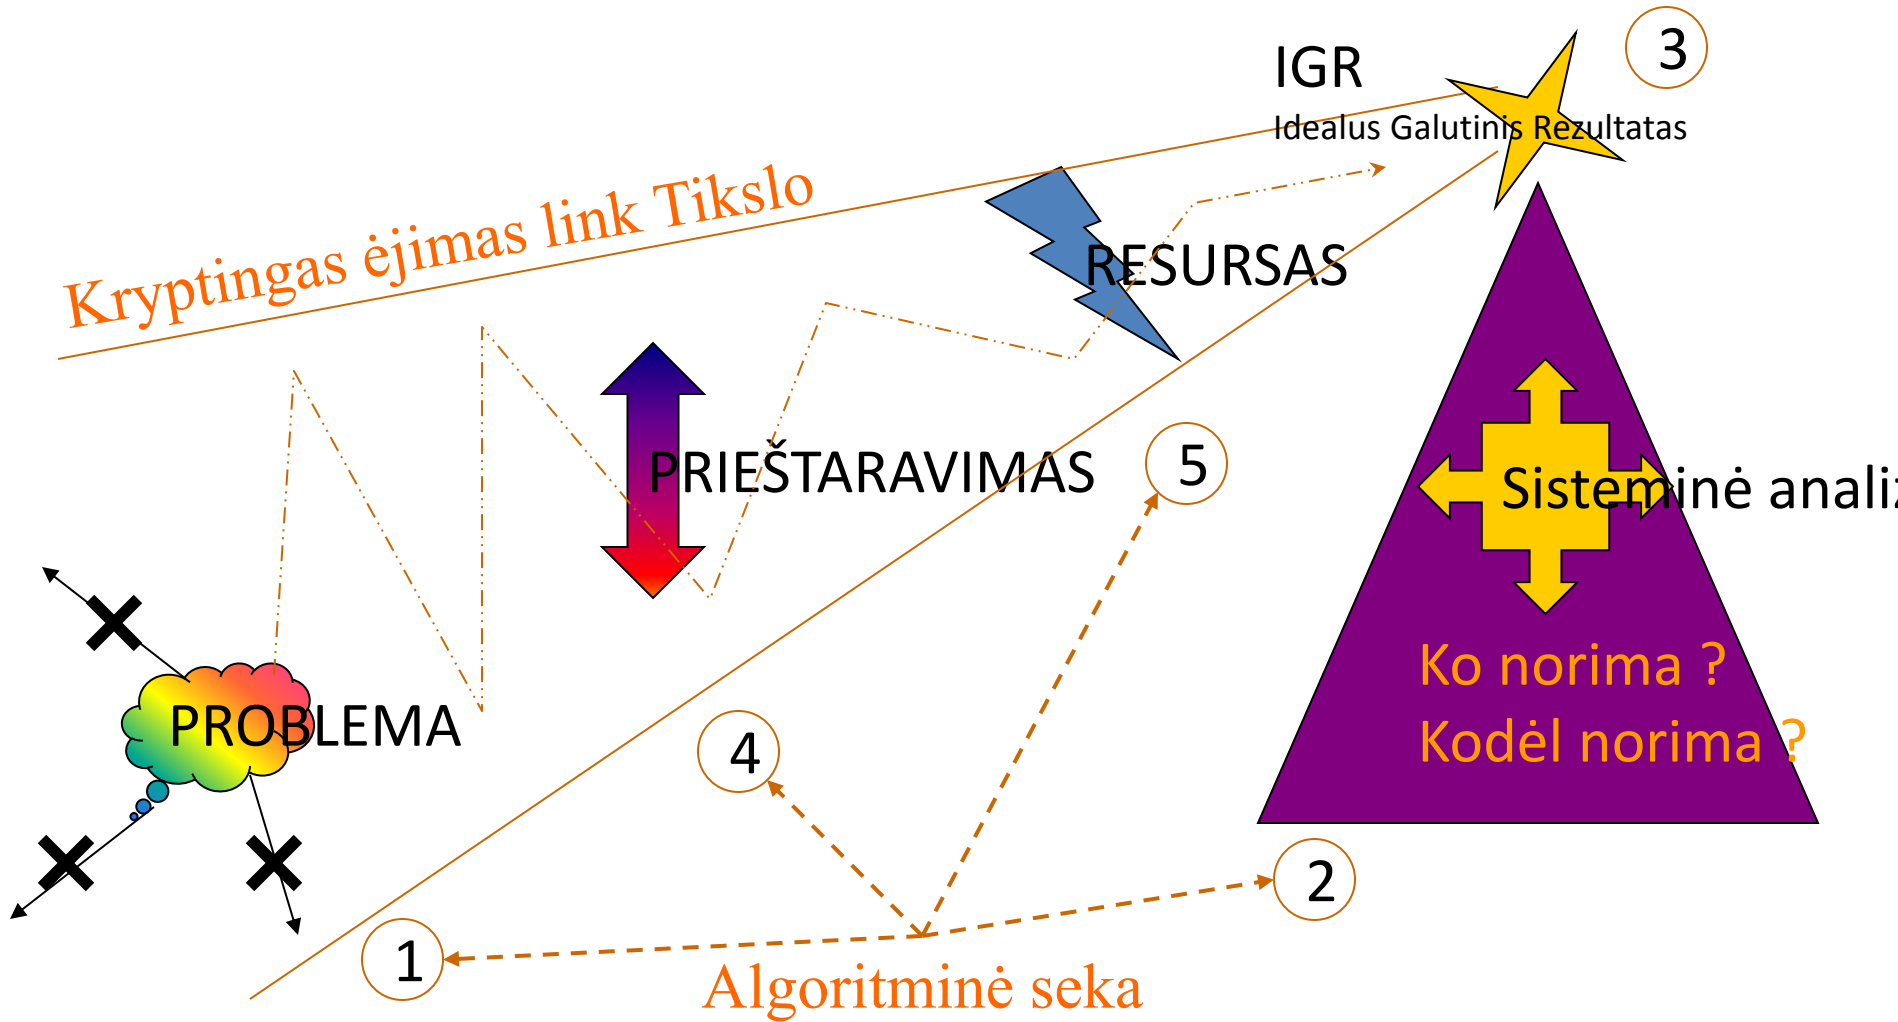 IGR
3
Idealus Galutinis Rezultatas
Kryptingas ėjimas link Tikslo
RESURSAS
PRIEŠTARAVIMAS
5
Sisteminė
Ko norima ?
PROBLEMA
4
Kodėl norima ?
2
1
Algoritminė seka